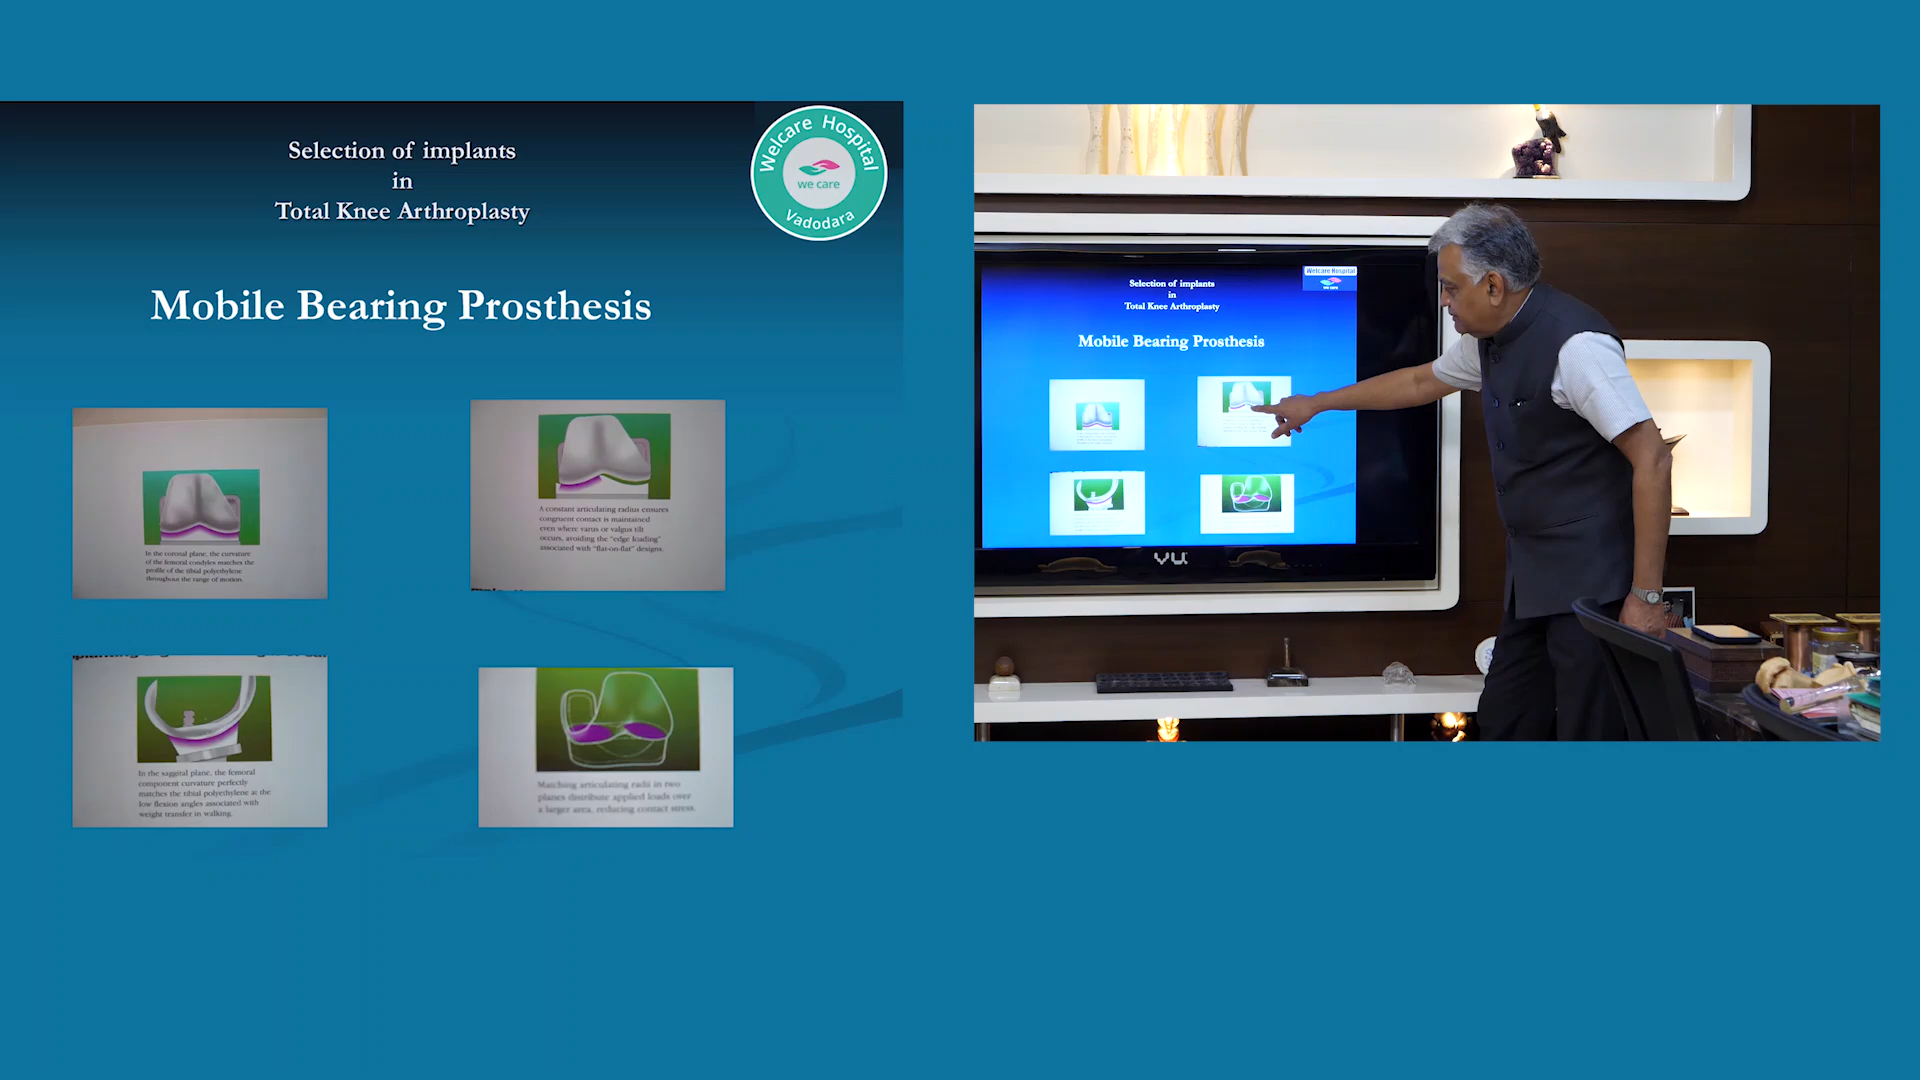 Selection of implants
in
Total Knee Arthroplasty
Welcare Hospital
we care
Vadodara
Mobile Bearing Prosthesis
In the coronal plane, the curvature
of the femoral condyles matches the
profile of the tibial polyethylene
throughout the range of motion.
A constant articulating radius ensures
congruent contact is maintained
even where varus or valgus tilt
occurs, avoiding the "edge loading"
associated with "flat-on-flat" designs.
In the saggital plane, the femoral
component curvature perfectly
matches the tibial polyethylene at the
low flexion angles associated with
weight transfer in walking.
Matching articulating radii in two
planes distribute applied loads over
a larger area, reducing contact stress.
Selection of implants
in
Total Knee Arthroplasty
Welcare Hospital
we care
Mobile Bearing Prosthesis
VU